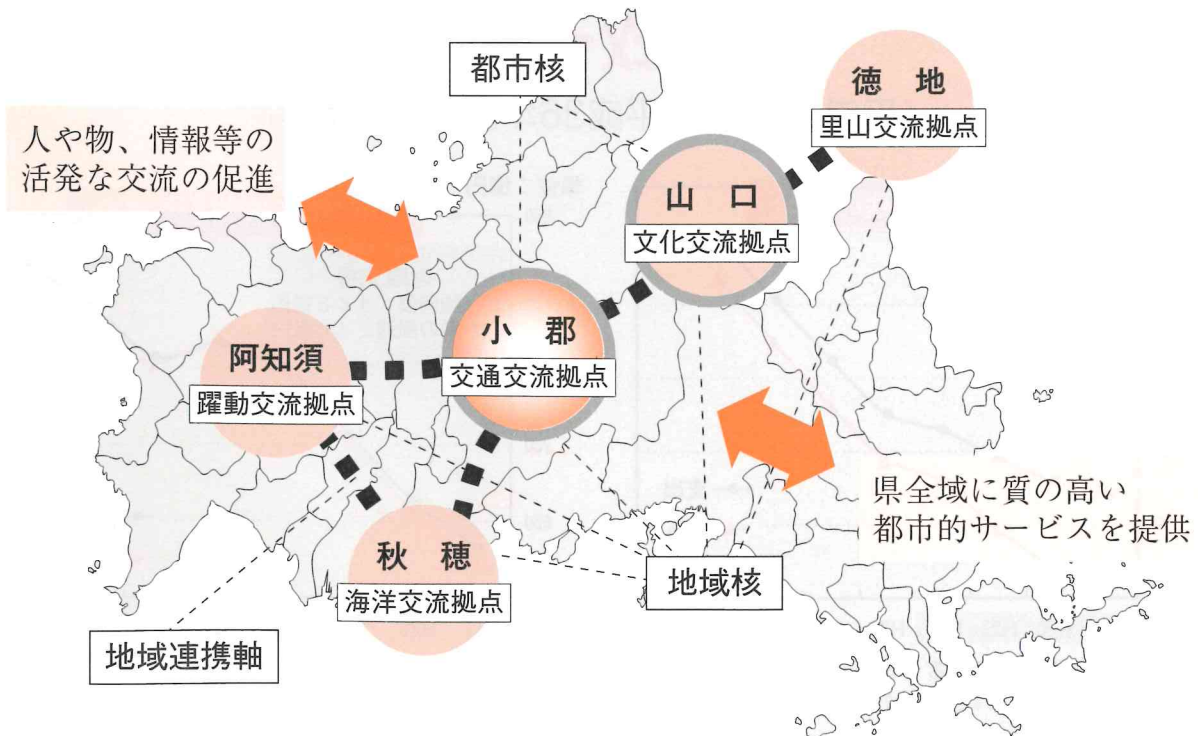 都市核
徳 地
里山交流拠点
人や物、情報等の
活発な交流の促進
山 口
文化交流拠点
小 郡
交通交流拠点
阿知須
躍動交流拠点
県全域に質の高い
都市的サービスを提供
秋 穂
海洋交流拠点
地域核
地域連携軸